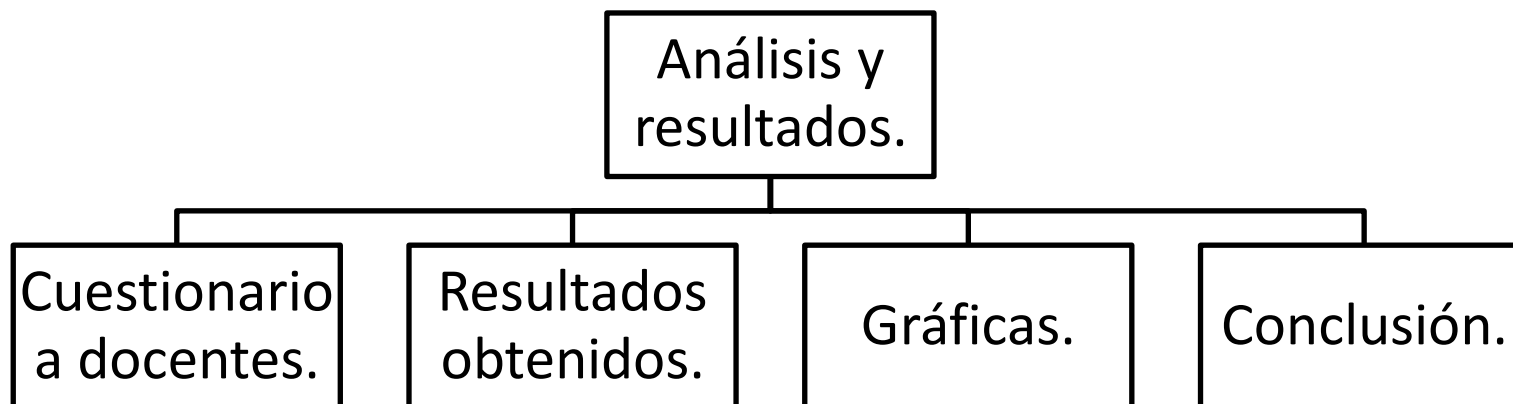 Análisis y
resultados.
Cuestionario
a docentes.
Resultados
obtenidos.
Gráficas.
Conclusión.